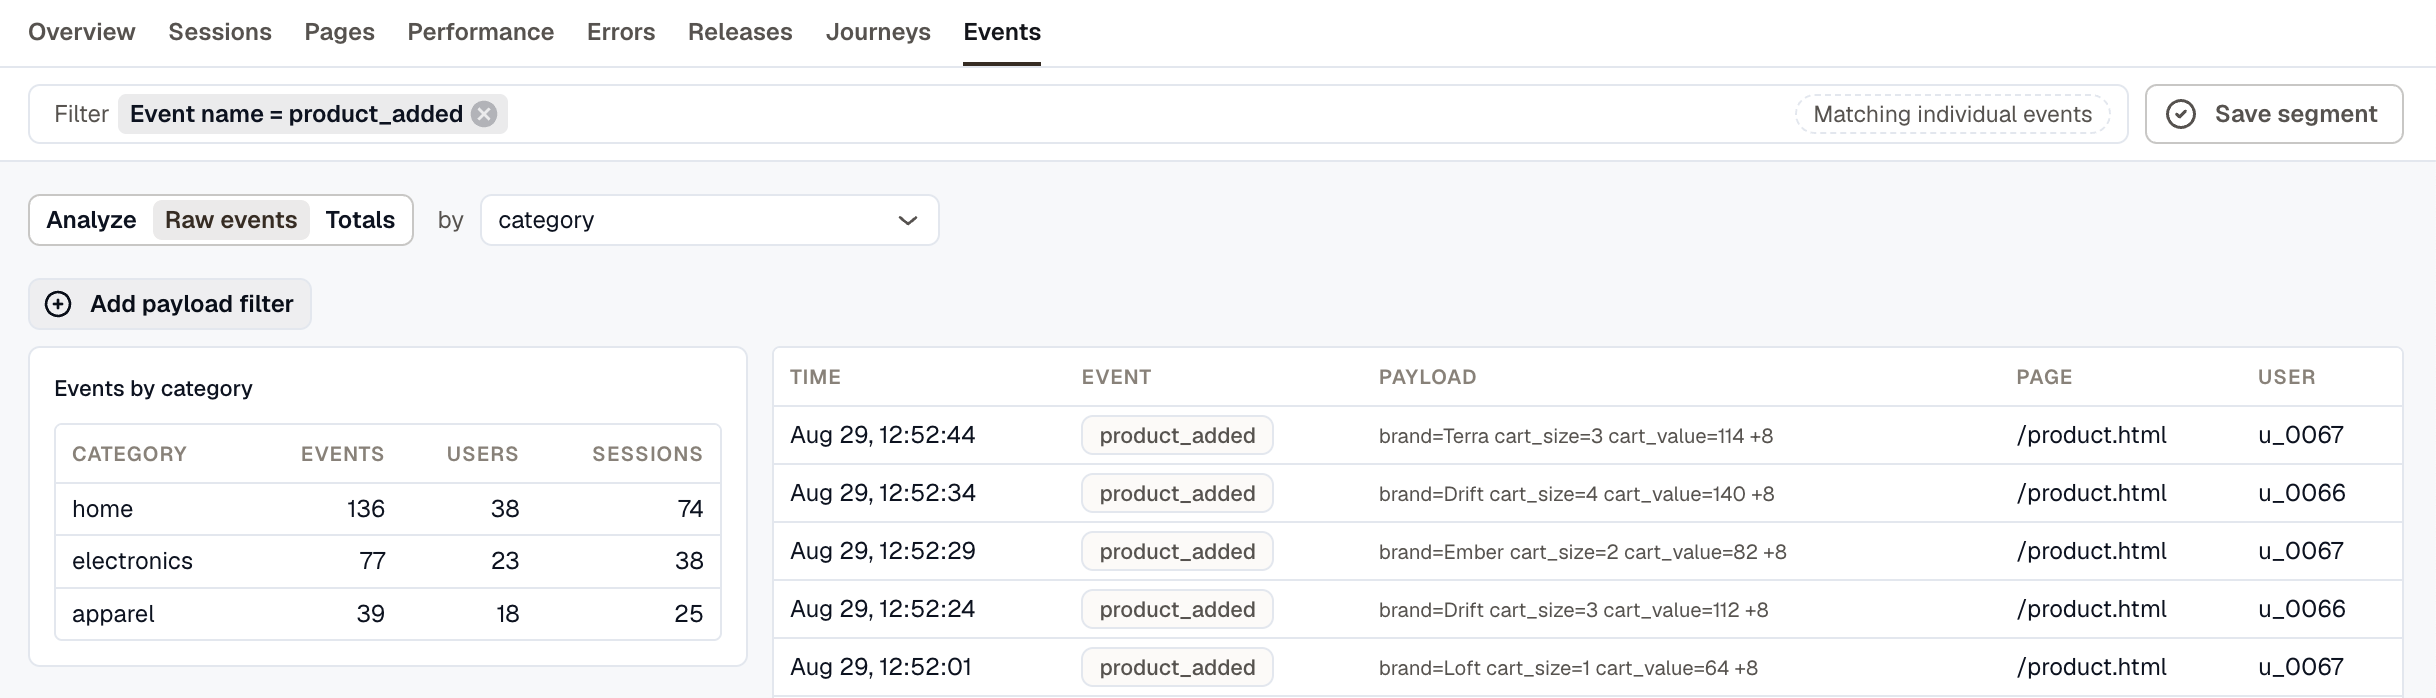 Overview Sessions Pages Performance Errors Releases Journeys Events
Filter Event name = product_added Matching individual events Save segment
Analyze Raw events Totals by category
Add payload filter
Events by category
CATEGORY EVENTS USERS SESSIONS
home 136 38 74
electronics 77 23 38
apparel 39 18 25
TIME EVENT PAYLOAD PAGE USER
Aug 29, 12:52:44 product_added brand=Terra cart_size=3 cart_value=114 +8 /product.html u_0067
Aug 29, 12:52:34 product_added brand=Drift cart_size=4 cart_value=140 +8 /product.html u_0066
Aug 29, 12:52:29 product_added brand=Ember cart_size=2 cart_value=82 +8 /product.html u_0067
Aug 29, 12:52:24 product_added brand=Drift cart_size=3 cart_value=112 +8 /product.html u_0066
Aug 29, 12:52:01 product_added brand=Loft cart_size=1 cart_value=64 +8 /product.html u_0067